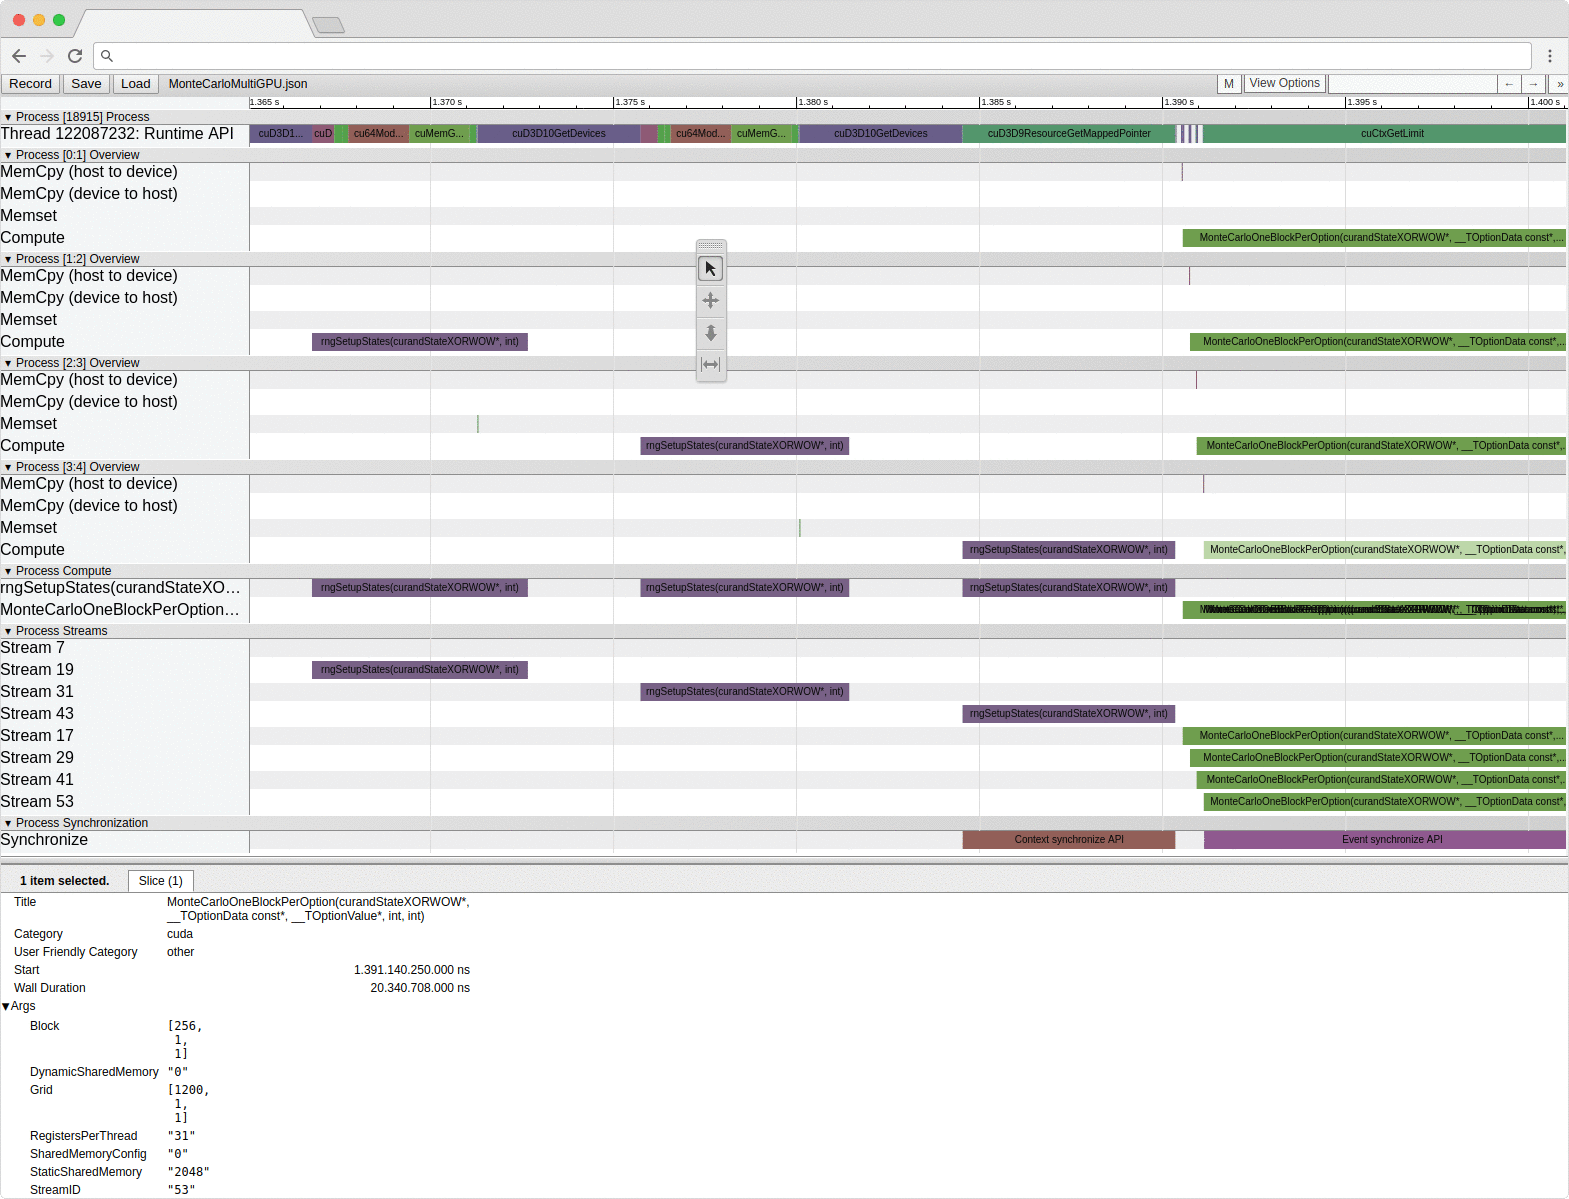 Record Save Load MonteCarloMultiGPU.json M View Options ← → »
1.365 s 1.370 s 1.375 s 1.380 s 1.385 s 1.390 s 1.395 s 1.400 s
▼ Process [18915] Process
Thread 122087232: Runtime API cuD3D1... cuD cu64Mod... cuMemG... cuD3D10GetDevices cu64Mod... cuMemG... cuD3D10GetDevices cuD3D9ResourceGetMappedPointer cuCtxGetLimit
▼ Process [0:1] Overview
MemCpy (host to device)
MemCpy (device to host)
Memset
Compute MonteCarloOneBlockPerOption(curandStateXORWOW*, __TOptionData const*,...
▼ Process [1:2] Overview
MemCpy (host to device)
MemCpy (device to host)
Memset
Compute rngSetupStates(curandStateXORWOW*, int) MonteCarloOneBlockPerOption(curandStateXORWOW*, __TOptionData const*,...
▼ Process [2:3] Overview
MemCpy (host to device)
MemCpy (device to host)
Memset
Compute rngSetupStates(curandStateXORWOW*, int) MonteCarloOneBlockPerOption(curandStateXORWOW*, __TOptionData const*,.
▼ Process [3:4] Overview
MemCpy (host to device)
MemCpy (device to host)
Memset
Compute rngSetupStates(curandStateXORWOW*, int) MonteCarloOneBlockPerOption(curandStateXORWOW*, __TOptionData const*,
▼ Process Compute
rngSetupStates(curandStateXO... rngSetupStates(curandStateXORWOW*, int) rngSetupStates(curandStateXORWOW*, int) rngSetupStates(curandStateXORWOW*, int)
MonteCarloOneBlockPerOption...
▼ Process Streams
Stream 7
Stream 19 rngSetupStates(curandStateXORWOW*, int)
Stream 31 rngSetupStates(curandStateXORWOW*, int)
Stream 43 rngSetupStates(curandStateXORWOW*, int)
Stream 17 MonteCarloOneBlockPerOption(curandStateXORWOW*, __TOptionData const*,...
Stream 29 MonteCarloOneBlockPerOption(curandStateXORWOW*, __TOptionData const*,...
Stream 41 MonteCarloOneBlockPerOption(curandStateXORWOW*, __TOptionData const*,.
Stream 53 MonteCarloOneBlockPerOption(curandStateXORWOW*, __TOptionData const*,
▼ Process Synchronization
Synchronize Context synchronize API Event synchronize API
1 item selected. Slice (1)
Title MonteCarloOneBlockPerOption(curandStateXORWOW*,
__TOptionData const*, __TOptionValue*, int, int)
Category cuda
User Friendly Category other
Start 1.391.140.250.000 ns
Wall Duration 20.340.708.000 ns
▼Args
Block [256,
1,
1]
DynamicSharedMemory "0"
Grid [1200,
1,
1]
RegistersPerThread "31"
SharedMemoryConfig "0"
StaticSharedMemory "2048"
StreamID "53"